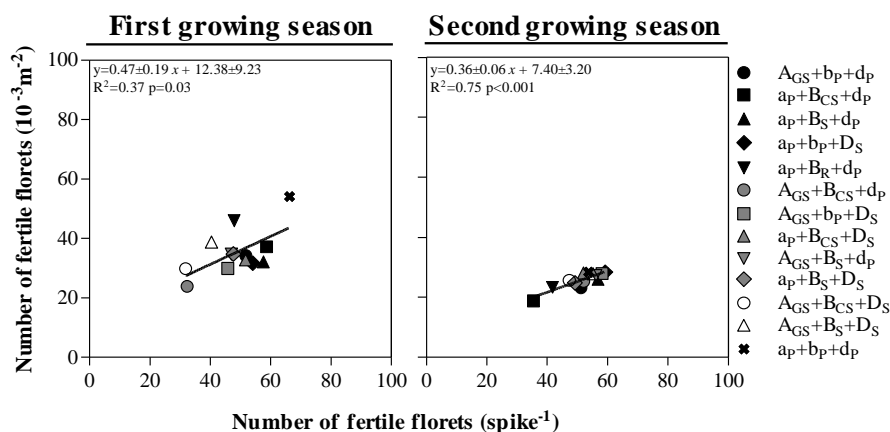 First growing season
Second growing season
Number of fertile florets (10⁻³m⁻²)
100
80
60
40
20
0
y=0.47±0.19 x + 12.38±9.23
R²=0.37 p=0.03
0 20 40 60 80 100
y=0.36±0.06 x + 7.40±3.20
R²=0.75 p<0.001
0 20 40 60 80 100
Number of fertile florets (spike⁻¹)
A_GS+b_P+d_P
a_P+B_CS+d_P
a_P+B_S+d_P
a_P+b_P+D_S
a_P+B_R+d_P
A_GS+B_CS+d_P
A_GS+b_P+D_S
a_P+B_CS+D_S
A_GS+B_S+d_P
a_P+B_S+D_S
A_GS+B_CS+D_S
A_GS+B_S+D_S
a_P+b_P+d_P